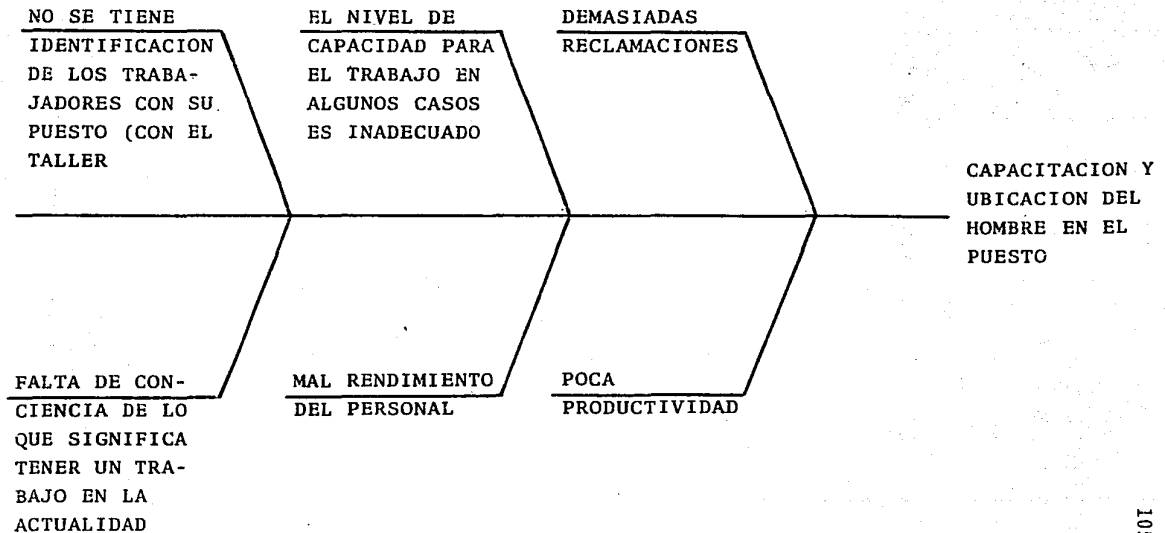 NO SE TIENE
IDENTIFICACION
DE LOS TRABA-
JADORES CON SU
PUESTO (CON EL
TALLER
EL NIVEL DE
CAPACIDAD PARA
EL TRABAJO EN
ALGUNOS CASOS
ES INADECUADO
DEMASIADAS
RECLAMACIONES
CAPACITACION Y
UBICACION DEL
HOMBRE EN EL
PUESTO
FALTA DE CON-
CIENCIA DE LO
QUE SIGNIFICA
TENER UN TRA-
BAJO EN LA
ACTUALIDAD
MAL RENDIMIENTO
DEL PERSONAL
POCA
PRODUCTIVIDAD